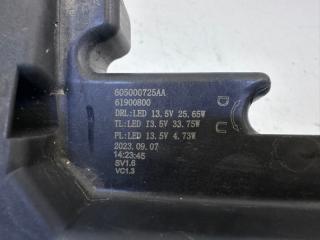 605000725AA
61900800
DRL:LED 13.5V 25.65W
TL:LED 13.5V 33.75W
PL:LED 13.5V 4.73W
2023.09.07
14:23:45
SV1.6
VC1.3